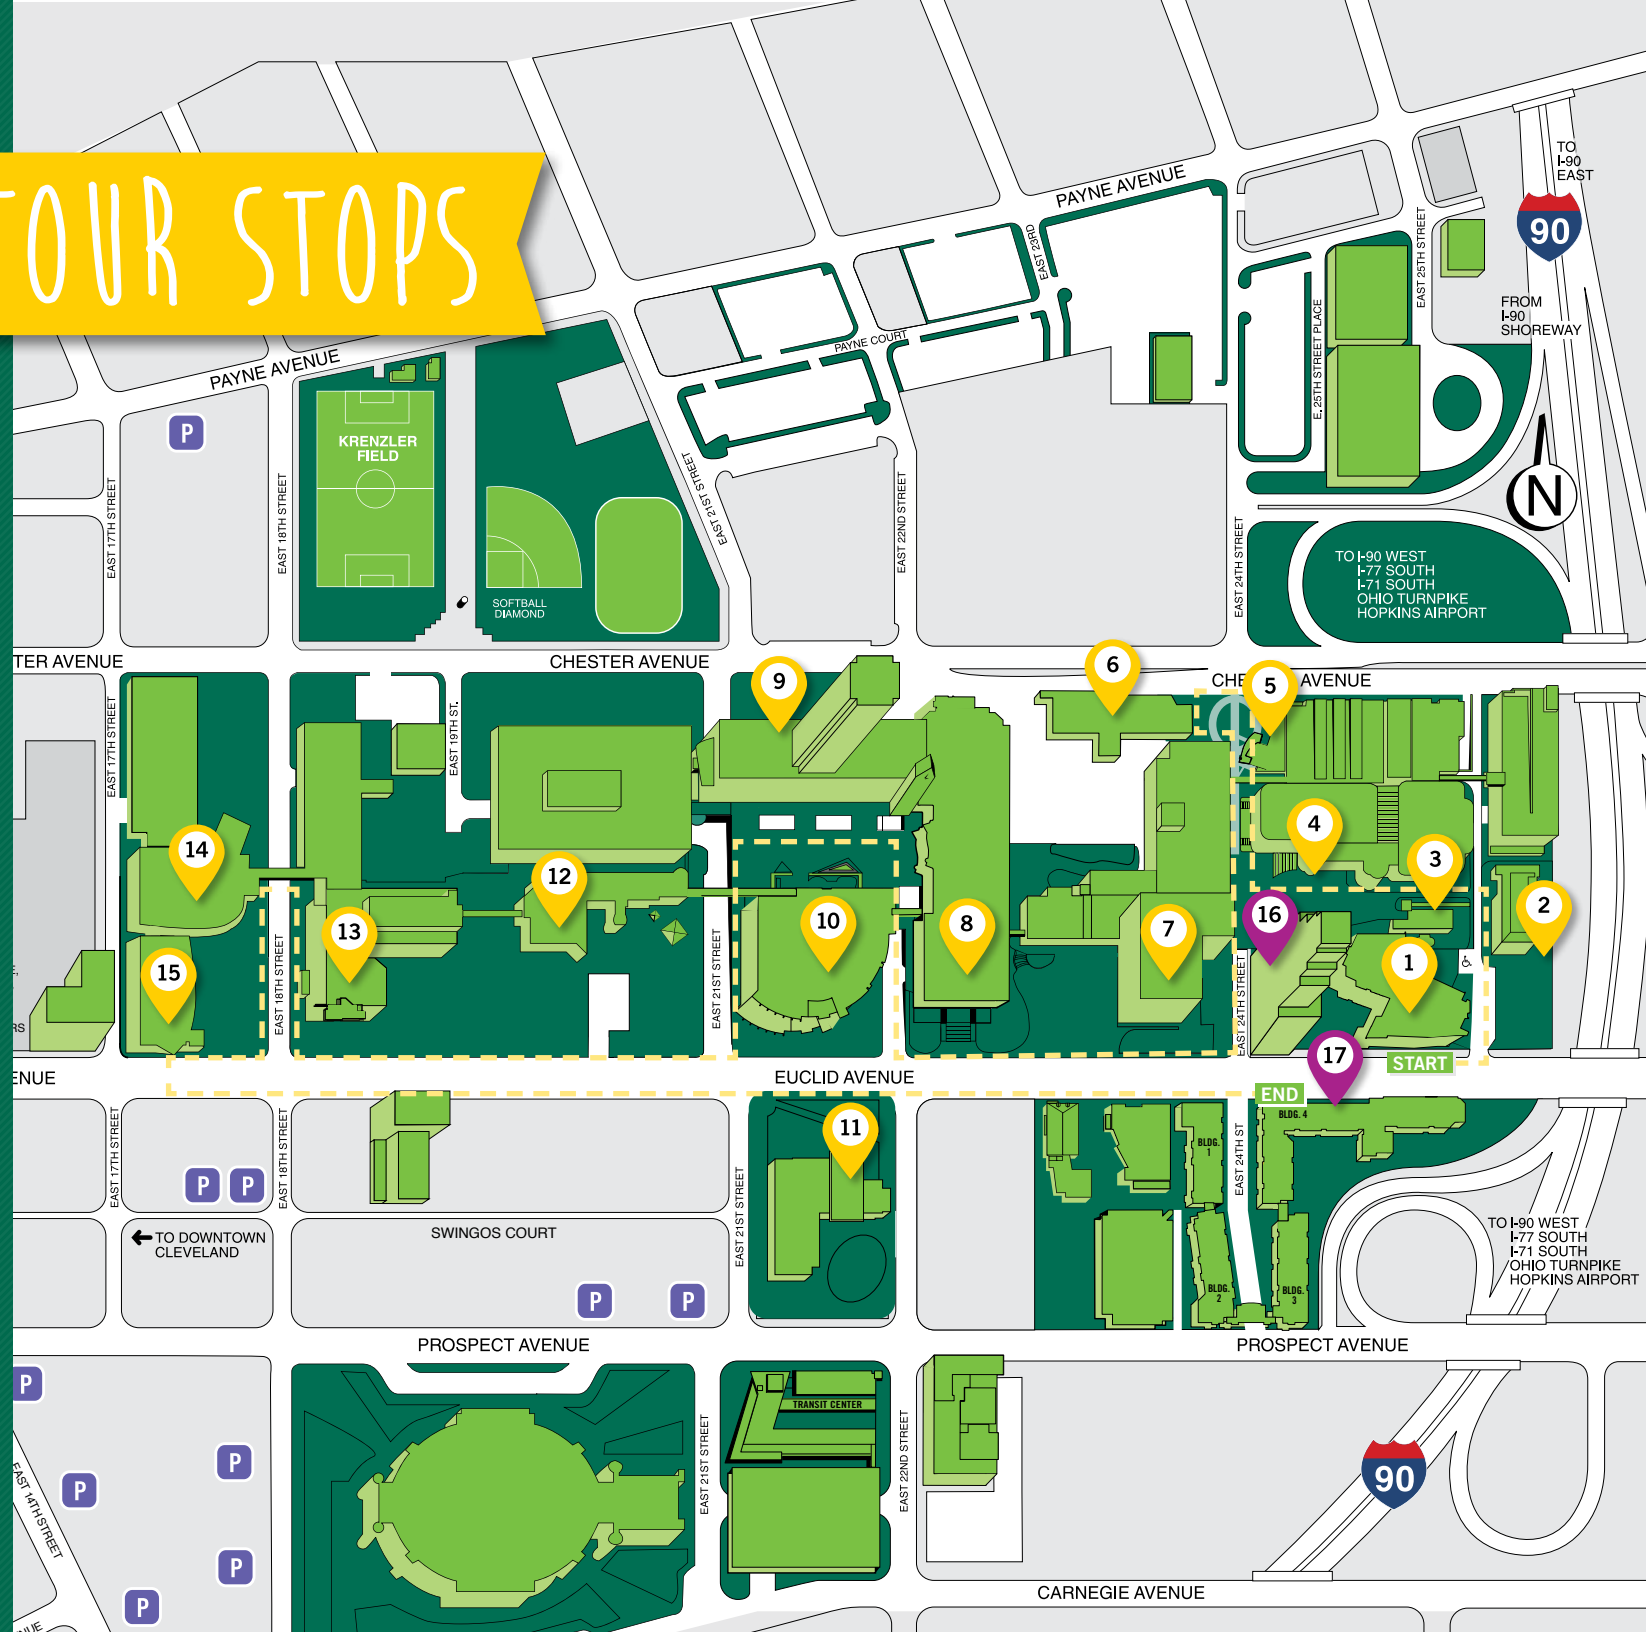 TOUR STOPS
TO
I-90
EAST
90
FROM
I-90
SHOREWAY
PAYNE AVENUE
EAST 23RD
EAST 25TH STREET
E. 25TH STREET PLACE
PAYNE COURT
PAYNE AVENUE
P
KRENZLER
FIELD
EAST 17TH STREET
EAST 18TH STREET
SOFTBALL
DIAMOND
EAST 21ST STREET
EAST 22ND STREET
EAST 24TH STREET
N
TO I-90 WEST
I-77 SOUTH
I-71 SOUTH
OHIO TURNPIKE
HOPKINS AIRPORT
TER AVENUE
CHESTER AVENUE
CHE
AVENUE
9
6
5
EAST 17TH STREET
EAST 19TH ST.
14
12
13
15
10
8
7
4
3
16
2
1
EAST 18TH STREET
EAST 21ST STREET
EAST 24TH STREET
RS
17
START
ENUE
EUCLID AVENUE
END
BLDG. 4
11
BLDG.
1
EAST 17TH STREET
EAST 18TH STREET
EAST 21ST STREET
EAST 24TH ST
P
P
TO DOWNTOWN
CLEVELAND
SWINGOS COURT
P
P
BLDG.
2
BLDG.
3
TO I-90 WEST
I-77 SOUTH
I-71 SOUTH
OHIO TURNPIKE
HOPKINS AIRPORT
PROSPECT AVENUE
PROSPECT AVENUE
P
P
P
P
P
EAST 14TH STREET
TRANSIT CENTER
EAST 21ST STREET
EAST 22ND STREET
90
CARNEGIE AVENUE
NUE